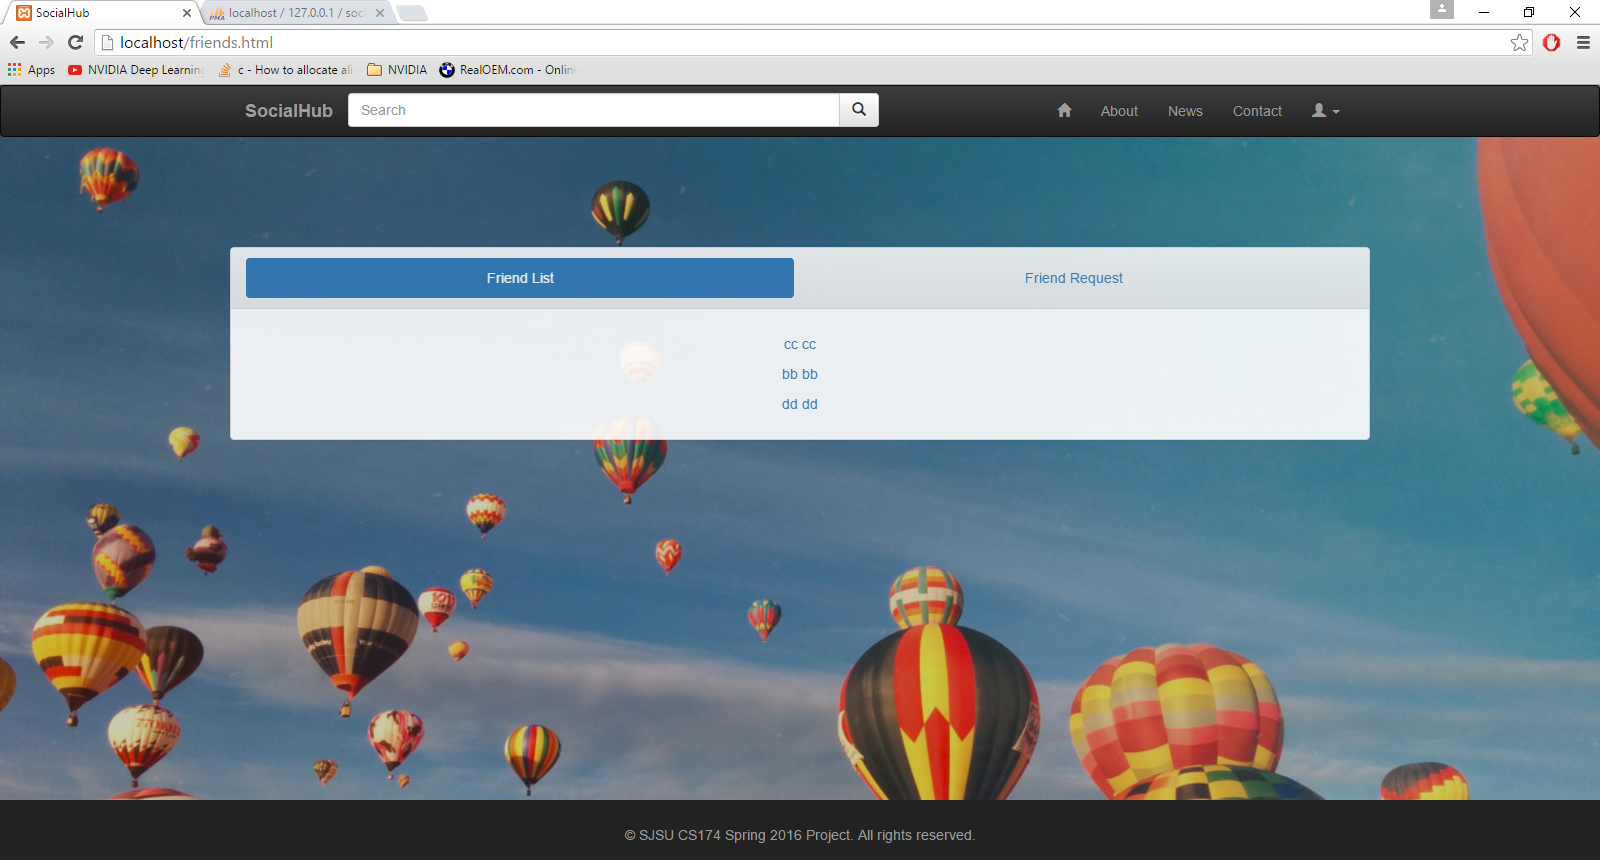 SocialHub
localhost / 127.0.0.1 / soc
localhost/friends.html
Apps
NVIDIA Deep Learning
c - How to allocate ali
NVIDIA
RealOEM.com - Onlin
SocialHub
Search
About
News
Contact
Friend List
Friend Request
cc cc
bb bb
dd dd
© SJSU CS174 Spring 2016 Project. All rights reserved.